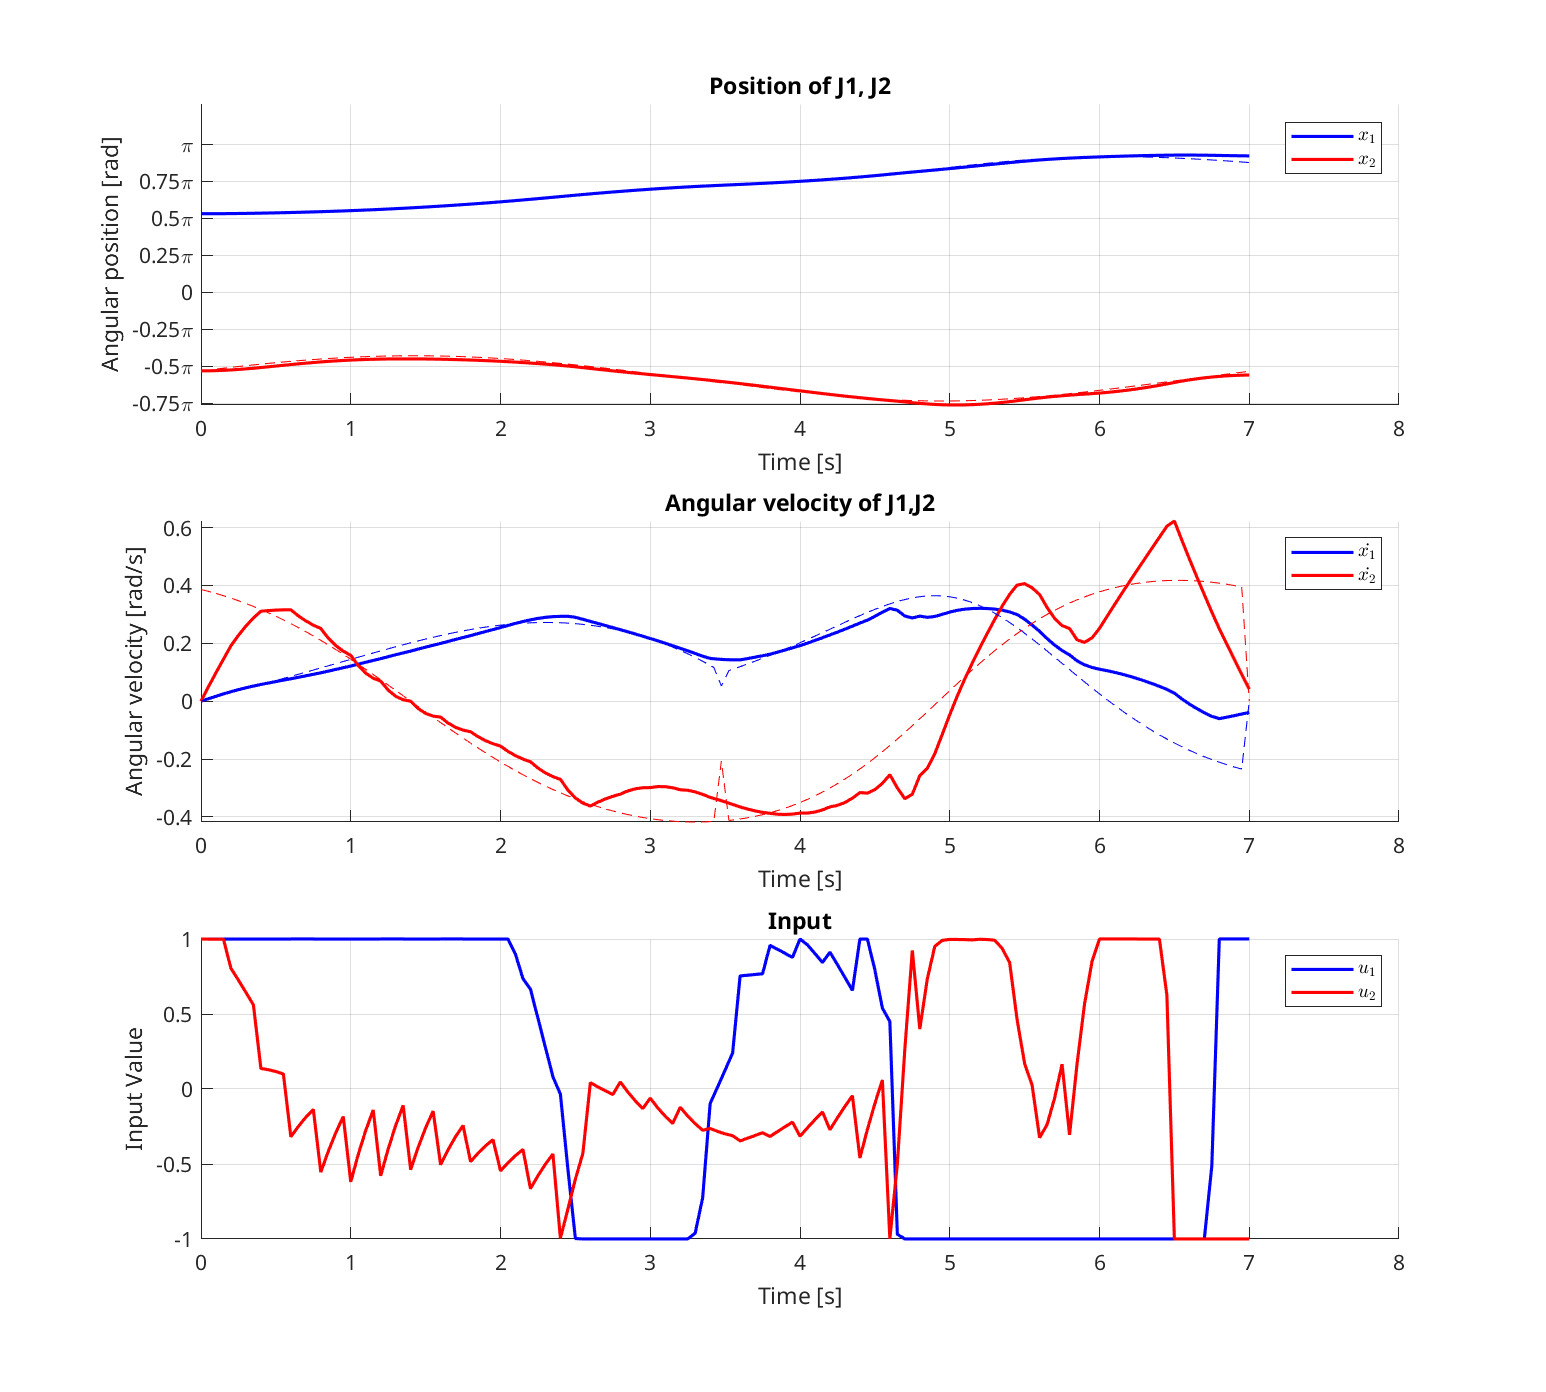 Position of J1, J2
π
0.75π
0.5π
0.25π
0
-0.25π
-0.5π
-0.75π
Angular position [rad]
x₁
x₂
0 1 2 3 4 5 6 7 8
Time [s]
Angular velocity of J1,J2
0.6
0.4
0.2
0
-0.2
-0.4
Angular velocity [rad/s]
ẋ₁
ẋ₂
0 1 2 3 4 5 6 7 8
Time [s]
Input
1
0.5
0
-0.5
-1
Input Value
u₁
u₂
0 1 2 3 4 5 6 7 8
Time [s]